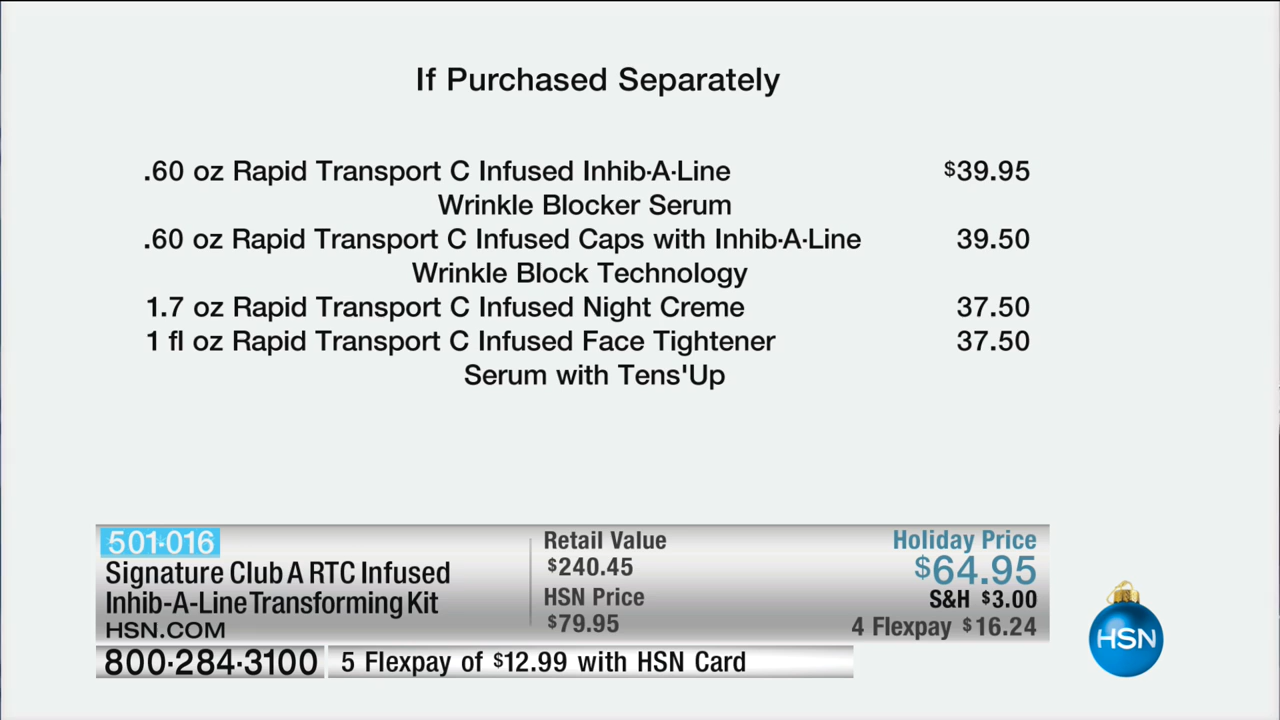 If Purchased Separately
.60 oz Rapid Transport C Infused Inhib·A·Line $39.95
Wrinkle Blocker Serum
.60 oz Rapid Transport C Infused Caps with Inhib·A·Line 39.50
Wrinkle Block Technology
1.7 oz Rapid Transport C Infused Night Creme 37.50
1 fl oz Rapid Transport C Infused Face Tightener 37.50
Serum with Tens'Up
501·016
Signature Club A RTC Infused
Inhib-A-Line Transforming Kit
HSN.COM
Retail Value
$240.45
HSN Price
$79.95
Holiday Price
$64.95
S&H $3.00
4 Flexpay $16.24
800·284·3100
5 Flexpay of $12.99 with HSN Card
HSN